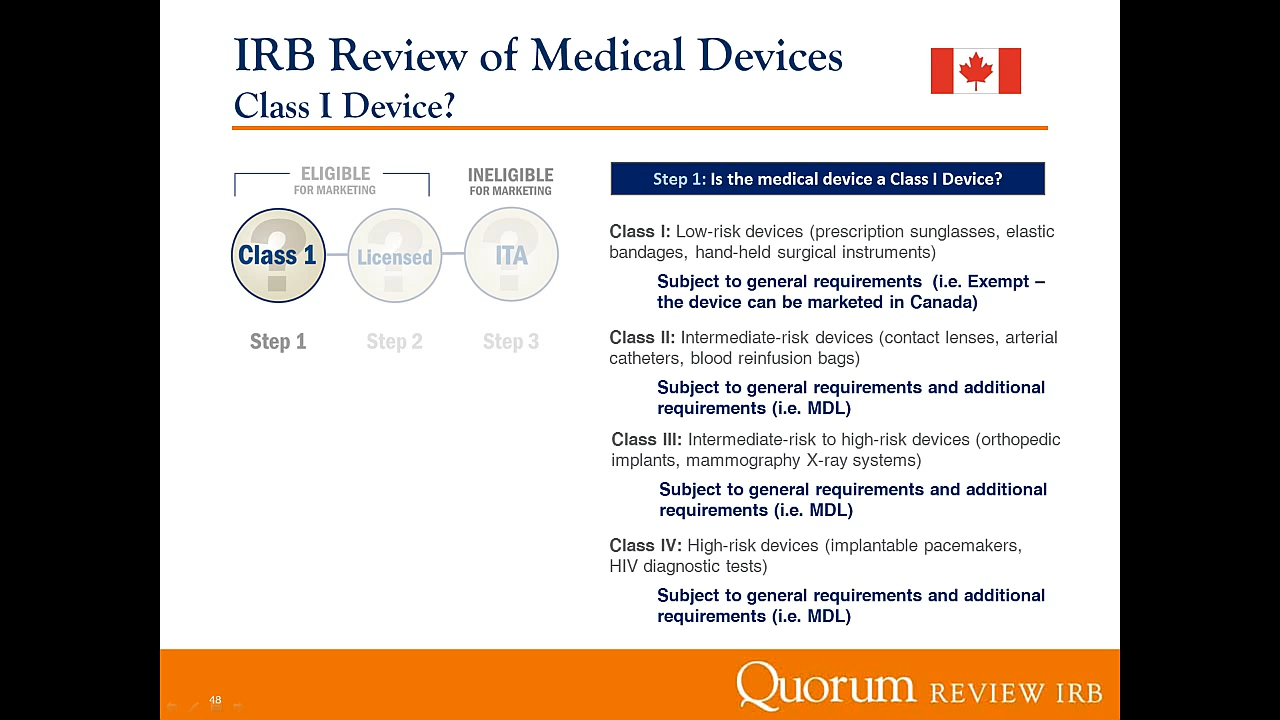 IRB Review of Medical Devices
Class I Device?
ELIGIBLE
FOR MARKETING
INELIGIBLE
FOR MARKETING
Class 1
Licensed
ITA
Step 1
Step 2
Step 3
Step 1: Is the medical device a Class I Device?
Class I: Low-risk devices (prescription sunglasses, elastic
bandages, hand-held surgical instruments)
Subject to general requirements (i.e. Exempt –
the device can be marketed in Canada)
Class II: Intermediate-risk devices (contact lenses, arterial
catheters, blood reinfusion bags)
Subject to general requirements and additional
requirements (i.e. MDL)
Class III: Intermediate-risk to high-risk devices (orthopedic
implants, mammography X-ray systems)
Subject to general requirements and additional
requirements (i.e. MDL)
Class IV: High-risk devices (implantable pacemakers,
HIV diagnostic tests)
Subject to general requirements and additional
requirements (i.e. MDL)
48
Quorum REVIEW IRB